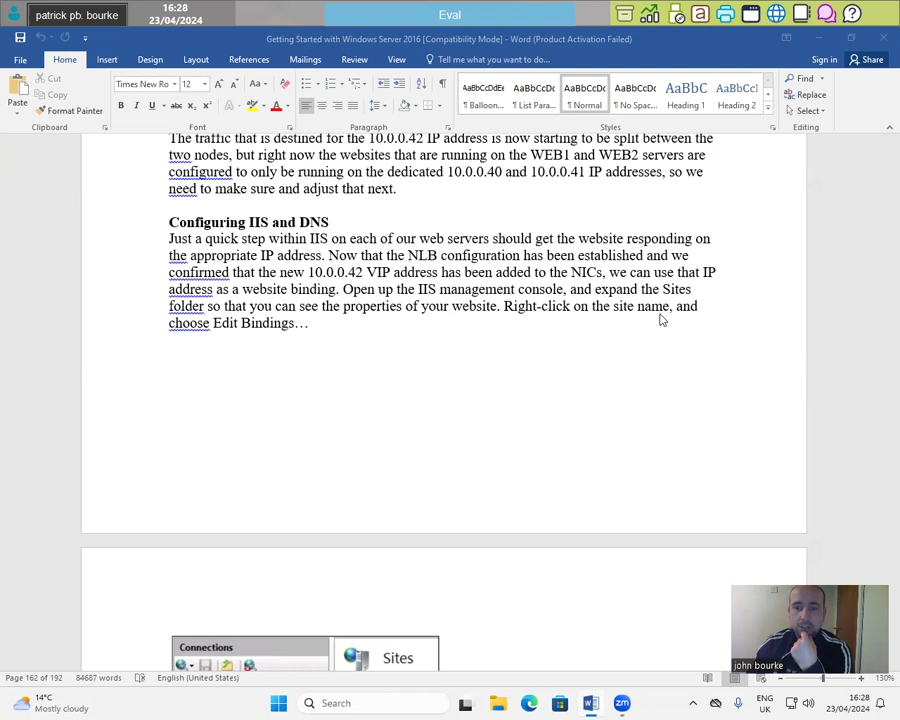 patrick pb. bourke
16:28
23/04/2024
Eval
Getting Started with Windows Server 2016 [Compatibility Mode] - Word (Product Activation Failed)
File Home Insert Design Layout References Mailings Review View Tell me what you want to do... Sign in Share
Paste Cut Copy Format Painter
Times New Ro 12
AaBbCcDdEe AaBbCcDc AaBbCcDc AaBbCcDc AaBbC AaBbCcl
¶ Balloon... ¶ List Para... ¶ Normal ¶ No Spac... Heading 1 Heading 2
Find Replace Select
Clipboard Font Paragraph Styles Editing
The traffic that is destined for the 10.0.0.42 IP address is now starting to be split between the
two nodes, but right now the websites that are running on the WEB1 and WEB2 servers are
configured to only be running on the dedicated 10.0.0.40 and 10.0.0.41 IP addresses, so we
need to make sure and adjust that next.
Configuring IIS and DNS
Just a quick step within IIS on each of our web servers should get the website responding on
the appropriate IP address. Now that the NLB configuration has been established and we
confirmed that the new 10.0.0.42 VIP address has been added to the NICs, we can use that IP
address as a website binding. Open up the IIS management console, and expand the Sites
folder so that you can see the properties of your website. Right-click on the site name, and
choose Edit Bindings…
Connections
Sites
john bourke
Page 162 of 192 84687 words English (United States) 130%
14°C
Mostly cloudy
Search
ENG
UK
16:28
23/04/2024